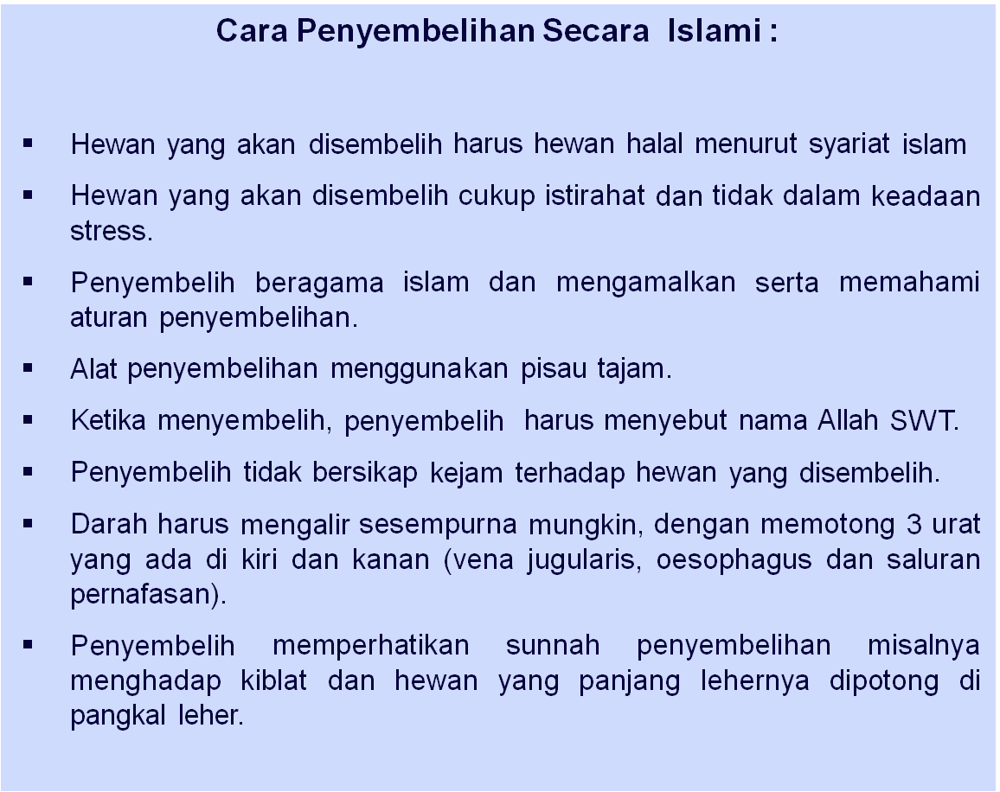 Cara Penyembelihan Secara Islami :
▪ Hewan yang akan disembelih harus hewan halal menurut syariat islam
▪ Hewan yang akan disembelih cukup istirahat dan tidak dalam keadaan
stress.
▪ Penyembelih beragama islam dan mengamalkan serta memahami
aturan penyembelihan.
▪ Alat penyembelihan menggunakan pisau tajam.
▪ Ketika menyembelih, penyembelih harus menyebut nama Allah SWT.
▪ Penyembelih tidak bersikap kejam terhadap hewan yang disembelih.
▪ Darah harus mengalir sesempurna mungkin, dengan memotong 3 urat
yang ada di kiri dan kanan (vena jugularis, oesophagus dan saluran
pernafasan).
▪ Penyembelih memperhatikan sunnah penyembelihan misalnya
menghadap kiblat dan hewan yang panjang lehernya dipotong di
pangkal leher.